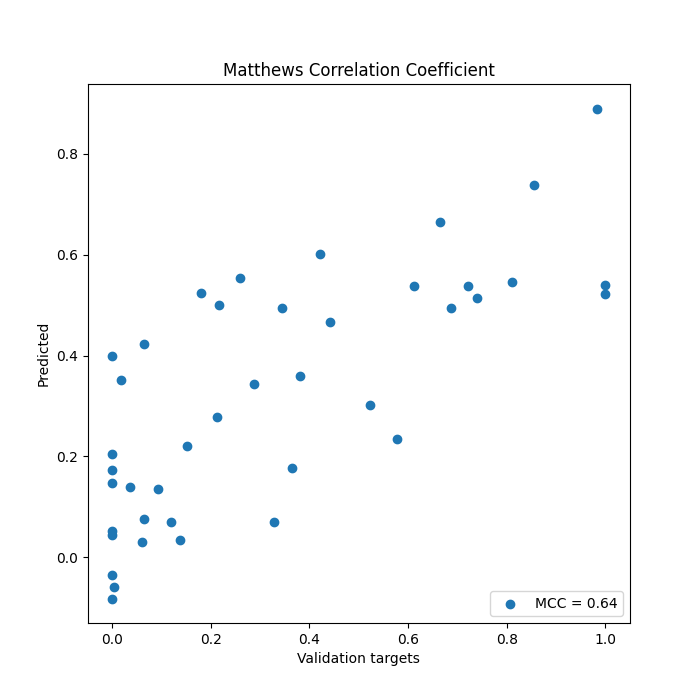 Matthews Correlation Coefficient
Predicted
0.8
0.6
0.4
0.2
0.0
MCC = 0.64
0.0 0.2 0.4 0.6 0.8 1.0
Validation targets